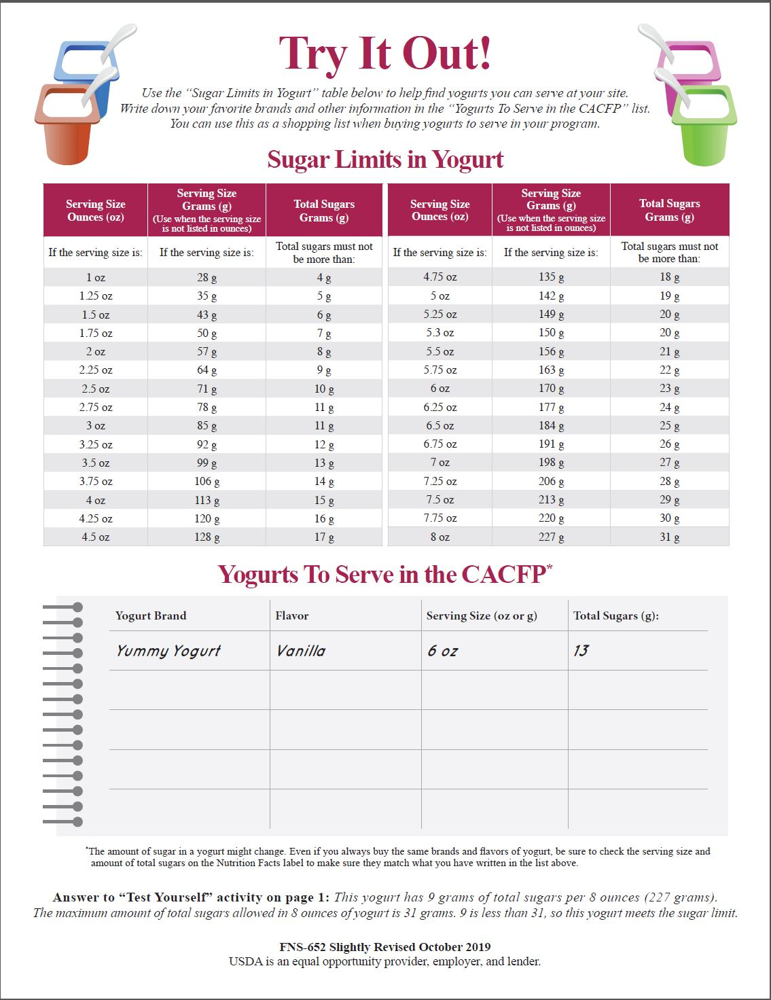 Try It Out!
Use the “Sugar Limits in Yogurt” table below to help find yogurts you can serve at your site.
Write down your favorite brands and other information in the “Yogurts To Serve in the CACFP” list.
You can use this as a shopping list when buying yogurts to serve in your program.
Sugar Limits in Yogurt
Serving Size Ounces (oz) | Serving Size Grams (g) (Use when the serving size is not listed in ounces) | Total Sugars Grams (g) | Serving Size Ounces (oz) | Serving Size Grams (g) (Use when the serving size is not listed in ounces) | Total Sugars Grams (g)
If the serving size is: | If the serving size is: | Total sugars must not be more than: | If the serving size is: | If the serving size is: | Total sugars must not be more than:
1 oz | 28 g | 4 g | 4.75 oz | 135 g | 18 g
1.25 oz | 35 g | 5 g | 5 oz | 142 g | 19 g
1.5 oz | 43 g | 6 g | 5.25 oz | 149 g | 20 g
1.75 oz | 50 g | 7 g | 5.3 oz | 150 g | 20 g
2 oz | 57 g | 8 g | 5.5 oz | 156 g | 21 g
2.25 oz | 64 g | 9 g | 5.75 oz | 163 g | 22 g
2.5 oz | 71 g | 10 g | 6 oz | 170 g | 23 g
2.75 oz | 78 g | 11 g | 6.25 oz | 177 g | 24 g
3 oz | 85 g | 11 g | 6.5 oz | 184 g | 25 g
3.25 oz | 92 g | 12 g | 6.75 oz | 191 g | 26 g
3.5 oz | 99 g | 13 g | 7 oz | 198 g | 27 g
3.75 oz | 106 g | 14 g | 7.25 oz | 206 g | 28 g
4 oz | 113 g | 15 g | 7.5 oz | 213 g | 29 g
4.25 oz | 120 g | 16 g | 7.75 oz | 220 g | 30 g
4.5 oz | 128 g | 17 g | 8 oz | 227 g | 31 g
Yogurts To Serve in the CACFP*
Yogurt Brand | Flavor | Serving Size (oz or g) | Total Sugars (g):
Yummy Yogurt | Vanilla | 6 oz | 13
*The amount of sugar in a yogurt might change. Even if you always buy the same brands and flavors of yogurt, be sure to check the serving size and
amount of total sugars on the Nutrition Facts label to make sure they match what you have written in the list above.
Answer to “Test Yourself” activity on page 1: This yogurt has 9 grams of total sugars per 8 ounces (227 grams).
The maximum amount of total sugars allowed in 8 ounces of yogurt is 31 grams. 9 is less than 31, so this yogurt meets the sugar limit.
FNS-652 Slightly Revised October 2019
USDA is an equal opportunity provider, employer, and lender.